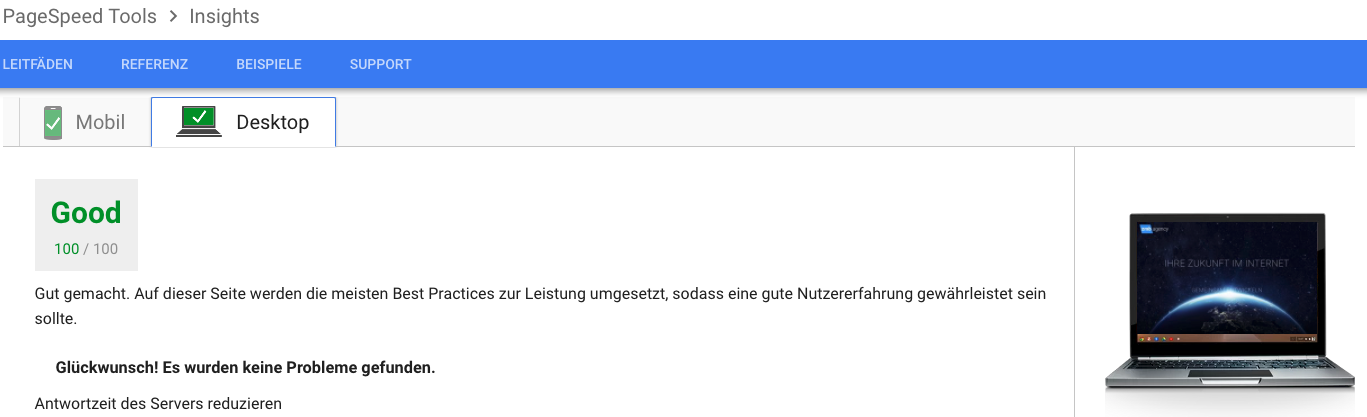 PageSpeed Tools > Insights
LEITFÄDEN REFERENZ BEISPIELE SUPPORT
Mobil Desktop
Good
100 / 100
Gut gemacht. Auf dieser Seite werden die meisten Best Practices zur Leistung umgesetzt, sodass eine gute Nutzererfahrung gewährleistet sein
sollte.
Glückwunsch! Es wurden keine Probleme gefunden.
Antwortzeit des Servers reduzieren
agency
IHRE ZUKUNFT IM INTERNET